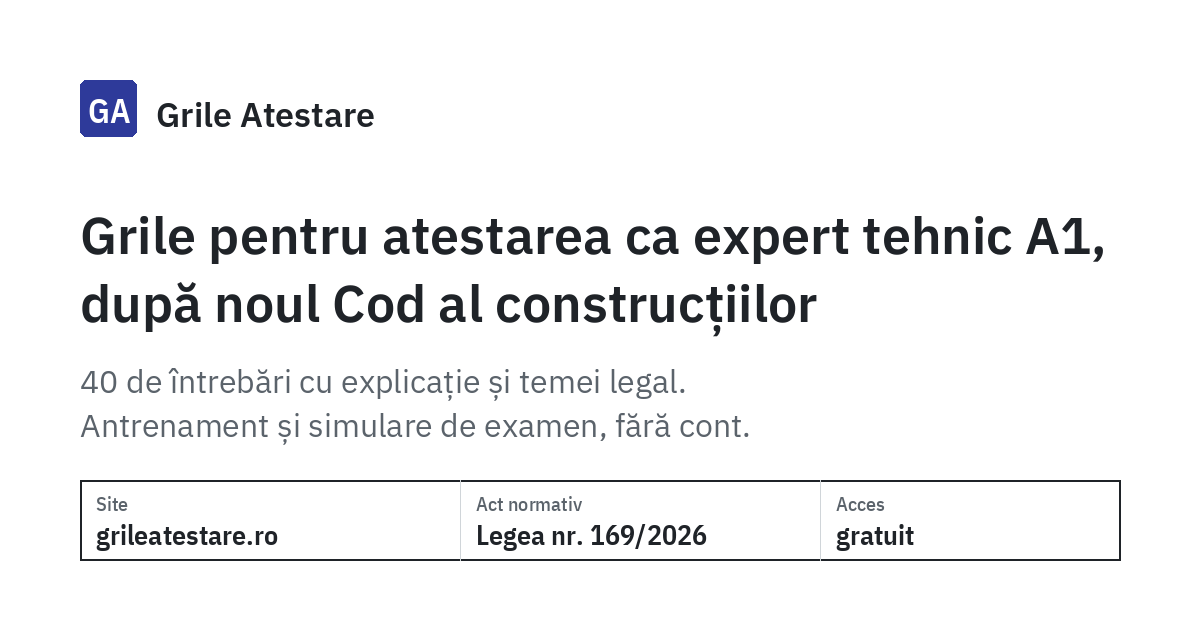 GA
Grile Atestare
Grile pentru atestarea ca expert tehnic A1,
după noul Cod al construcțiilor
40 de întrebări cu explicație și temei legal.
Antrenament și simulare de examen, fără cont.
Site
grileatestare.ro
Act normativ
Legea nr. 169/2026
Acces
gratuit